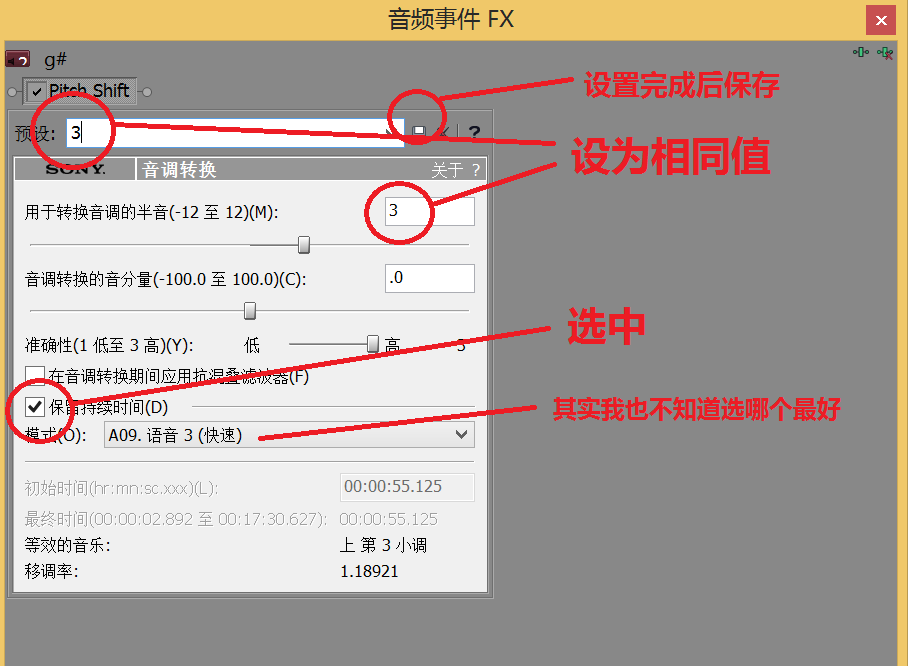 音频事件 FX
g#
Pitch Shift
设置完成后保存
预设: 3
?
设为相同值
SONY. 音调转换 关于 ?
用于转换音调的半音(-12 至 12)(M): 3
音调转换的音分量(-100.0 至 100.0)(C): .0
选中
准确性(1 低至 3 高)(Y): 低 高 3
在音调转换期间应用抗混叠滤波器(F)
保留持续时间(D)
其实我也不知道选哪个最好
模式(O): A09. 语音 3 (快速)
初始时间(hr:mn:sc.xxx)(L): 00:00:55.125
最终时间(00:00:02.892 至 00:17:30.627): 00:00:55.125
等效的音乐: 上 第 3 小调
移调率: 1.18921